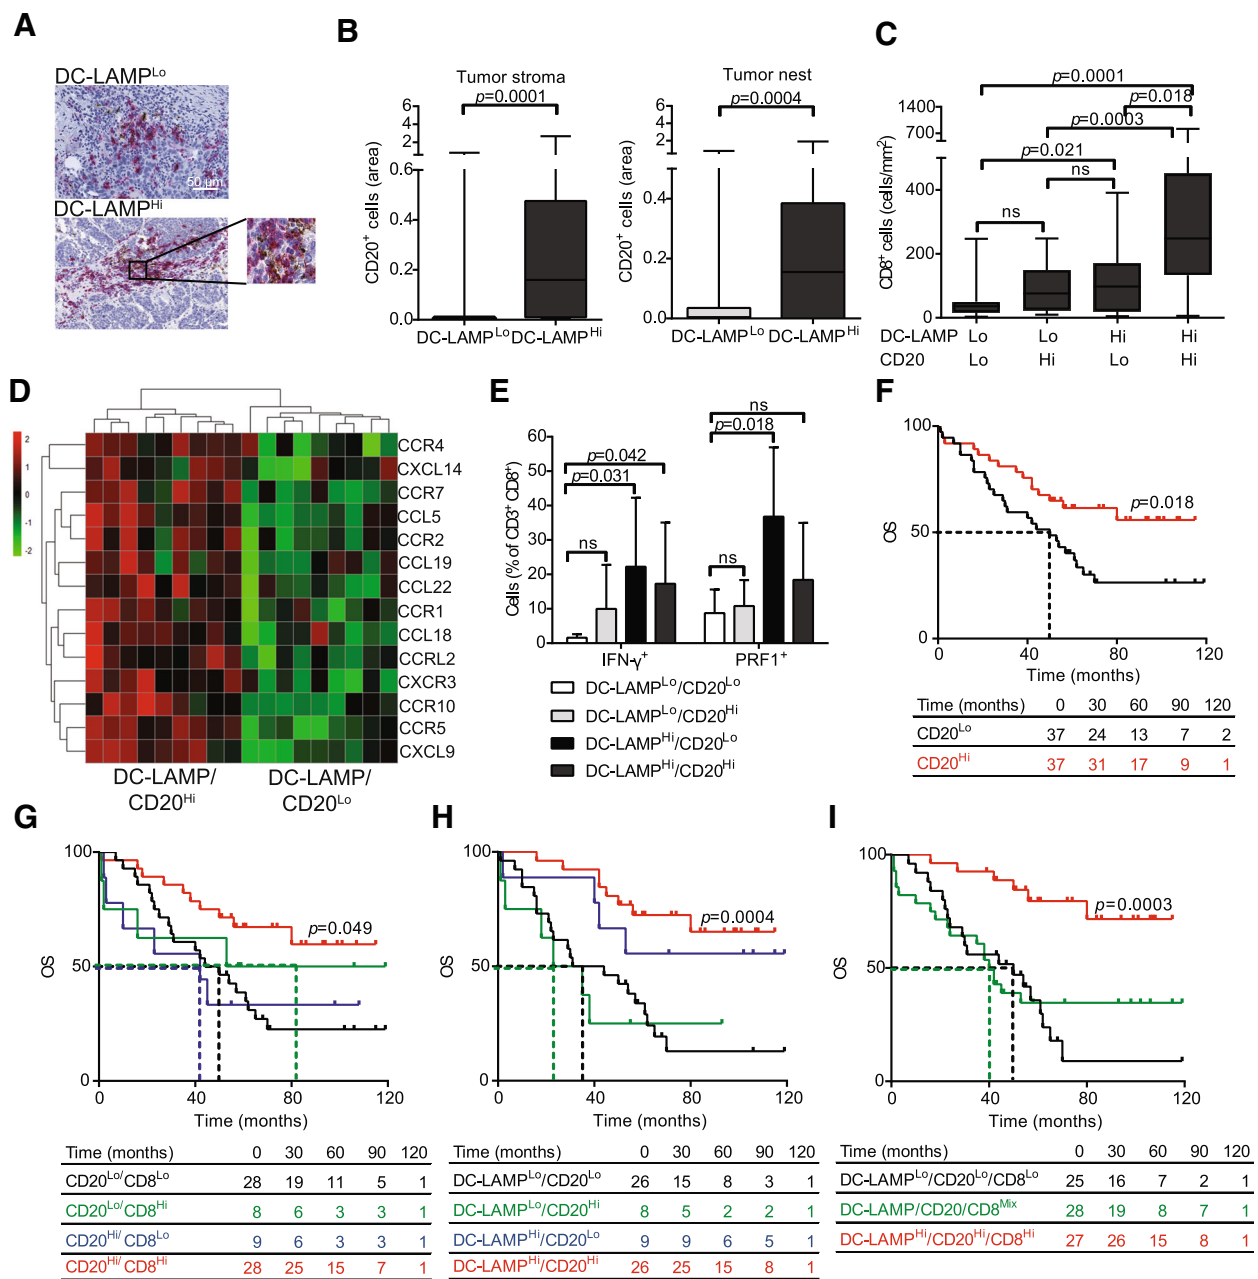 A
DC-LAMP^Lo
50 µm
DC-LAMP^Hi
B
Tumor stroma
p=0.0001
CD20+ cells (area)
6
4
2
0.6
0.4
0.2
0.0
DC-LAMP^Lo DC-LAMP^Hi
Tumor nest
p=0.0004
CD20+ cells (area)
6
4
2
0.4
0.2
0.0
DC-LAMP^Lo DC-LAMP^Hi
C
p=0.0001
p=0.018
p=0.0003
p=0.021
ns
ns
CD8+ cells (cells/mm²)
1400
700
400
200
0
DC-LAMP Lo Lo Hi Hi
CD20 Lo Hi Lo Hi
D
2
1
0
-1
-2
CCR4
CXCL14
CCR7
CCL5
CCR2
CCL19
CCL22
CCR1
CCL18
CCRL2
CXCR3
CCR10
CCR5
CXCL9
DC-LAMP/ CD20^Hi
DC-LAMP/ CD20^Lo
E
Cells (% of CD3+ CD8+)
60
50
40
30
20
10
0
p=0.042
p=0.031
ns
ns
p=0.018
ns
IFN-γ+ PRF1+
DC-LAMP^Lo/CD20^Lo
DC-LAMP^Lo/CD20^Hi
DC-LAMP^Hi/CD20^Lo
DC-LAMP^Hi/CD20^Hi
F
OS
100
50
0
p=0.018
0 40 80 120
Time (months)
Time (months) 0 30 60 90 120
CD20^Lo 37 24 13 7 2
CD20^Hi 37 31 17 9 1
G
OS
100
50
0
p=0.049
0 40 80 120
Time (months)
Time (months) 0 30 60 90 120
CD20^Lo/CD8^Lo 28 19 11 5 1
CD20^Lo/CD8^Hi 8 6 3 3 1
CD20^Hi/ CD8^Lo 9 6 3 3 1
CD20^Hi/ CD8^Hi 28 25 15 7 1
H
OS
100
50
0
p=0.0004
0 40 80 120
Time (months)
Time (months) 0 30 60 90 120
DC-LAMP^Lo/CD20^Lo 26 15 8 3 1
DC-LAMP^Lo/CD20^Hi 8 5 2 2 1
DC-LAMP^Hi/CD20^Lo 9 9 6 5 1
DC-LAMP^Hi/CD20^Hi 26 25 15 8 1
I
OS
100
50
0
p=0.0003
0 40 80 120
Time (months)
Time (months) 0 30 60 90 120
DC-LAMP^Lo/CD20^Lo/CD8^Lo 25 16 7 2 1
DC-LAMP/CD20/CD8^Mix 28 19 8 7 1
DC-LAMP^Hi/CD20^Hi/CD8^Hi 27 26 15 8 1